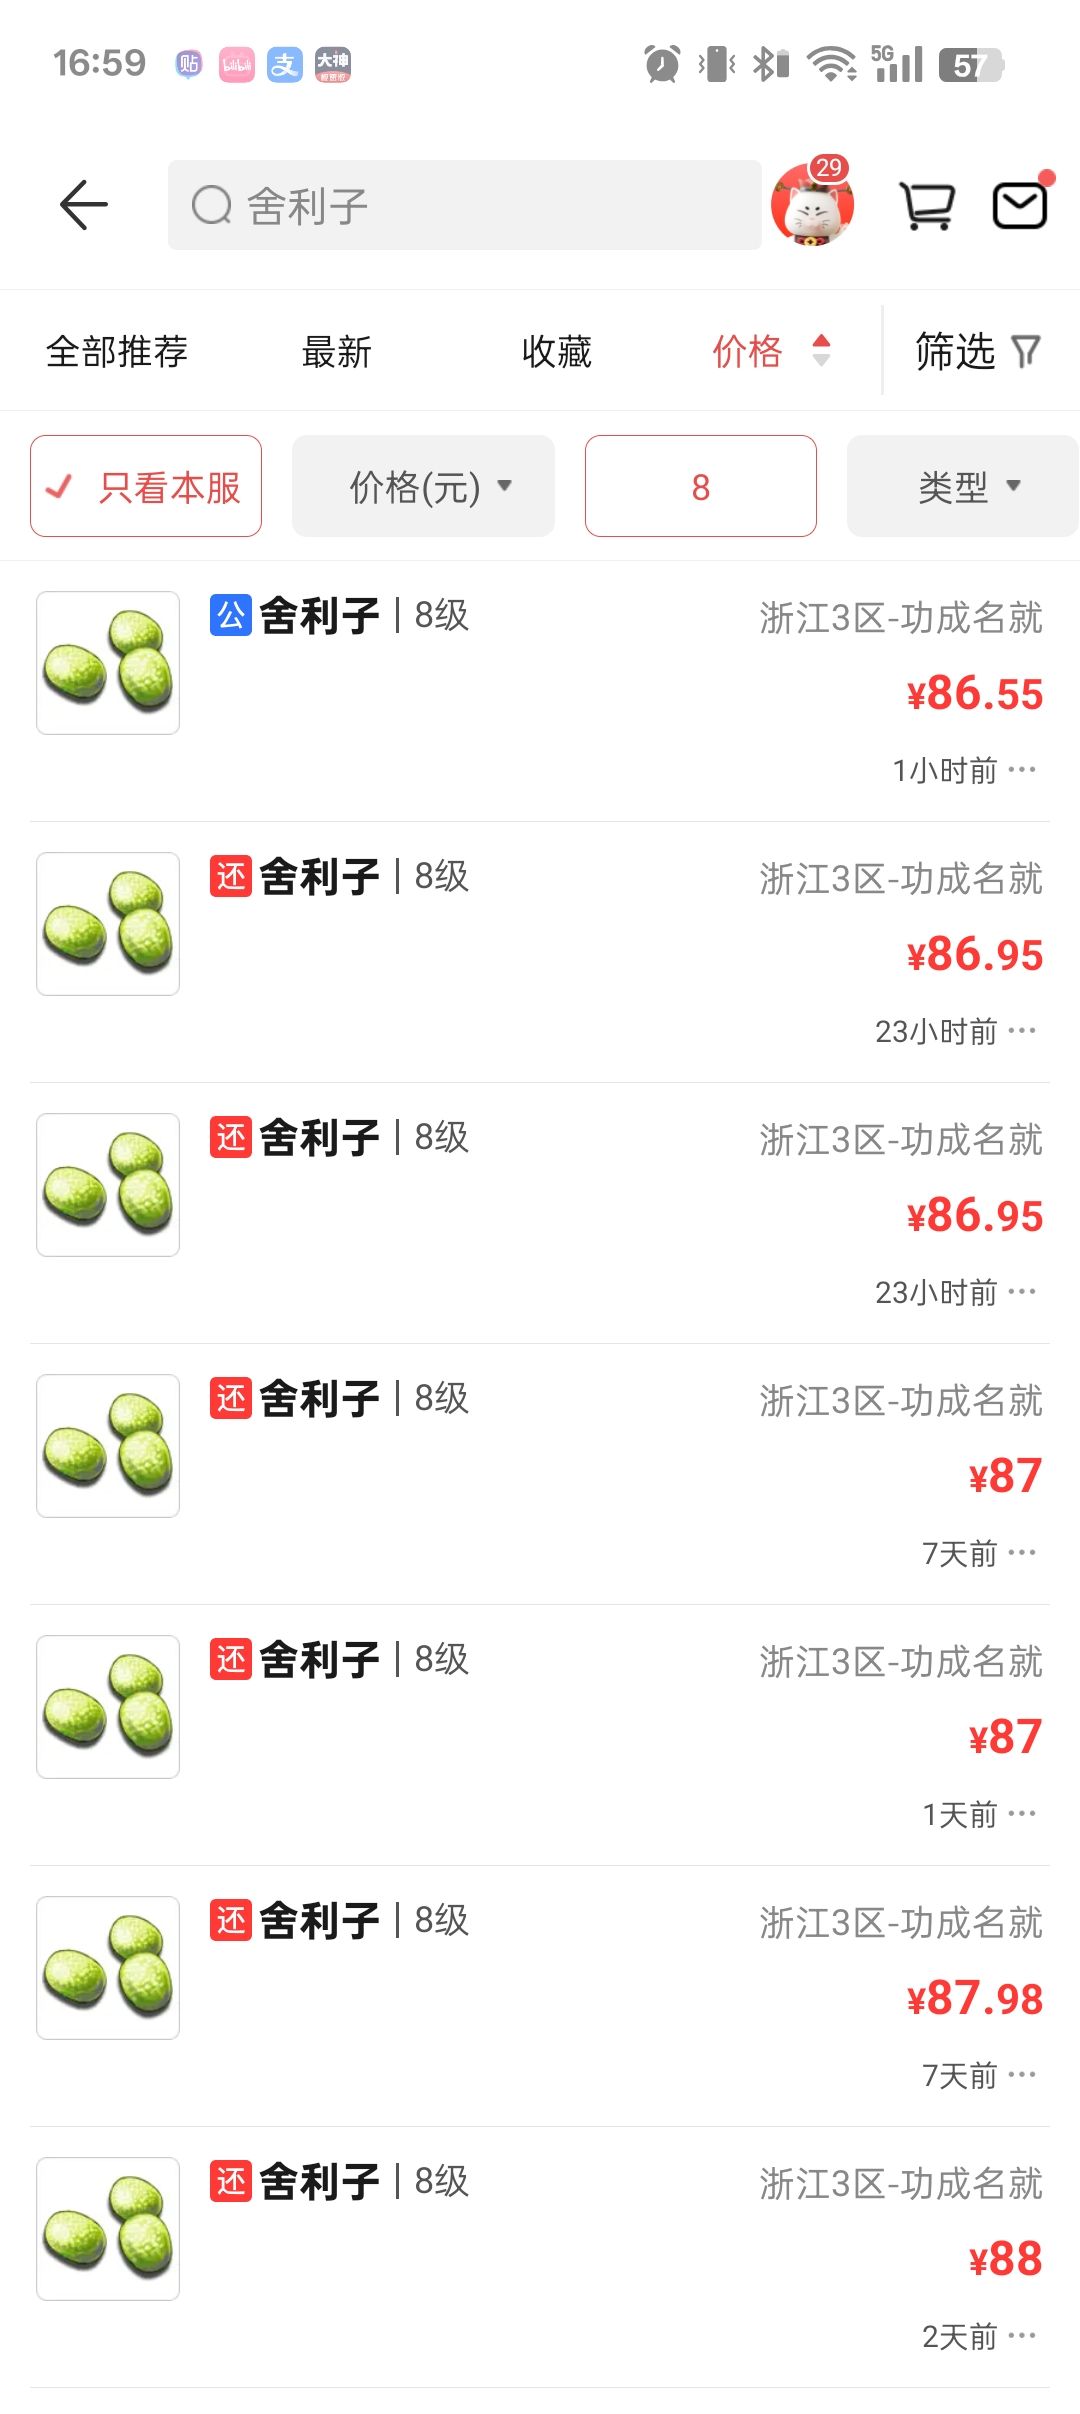 16:59 贴 bilibili 支 大神 5G 57
舍利子 29
全部推荐 最新 收藏 价格 筛选
只看本服 价格(元) 8 类型
公 舍利子 | 8级 浙江3区-功成名就
¥86.55
1小时前 ···
还 舍利子 | 8级 浙江3区-功成名就
¥86.95
23小时前 ···
还 舍利子 | 8级 浙江3区-功成名就
¥86.95
23小时前 ···
还 舍利子 | 8级 浙江3区-功成名就
¥87
7天前 ···
还 舍利子 | 8级 浙江3区-功成名就
¥87
1天前 ···
还 舍利子 | 8级 浙江3区-功成名就
¥87.98
7天前 ···
还 舍利子 | 8级 浙江3区-功成名就
¥88
2天前 ···